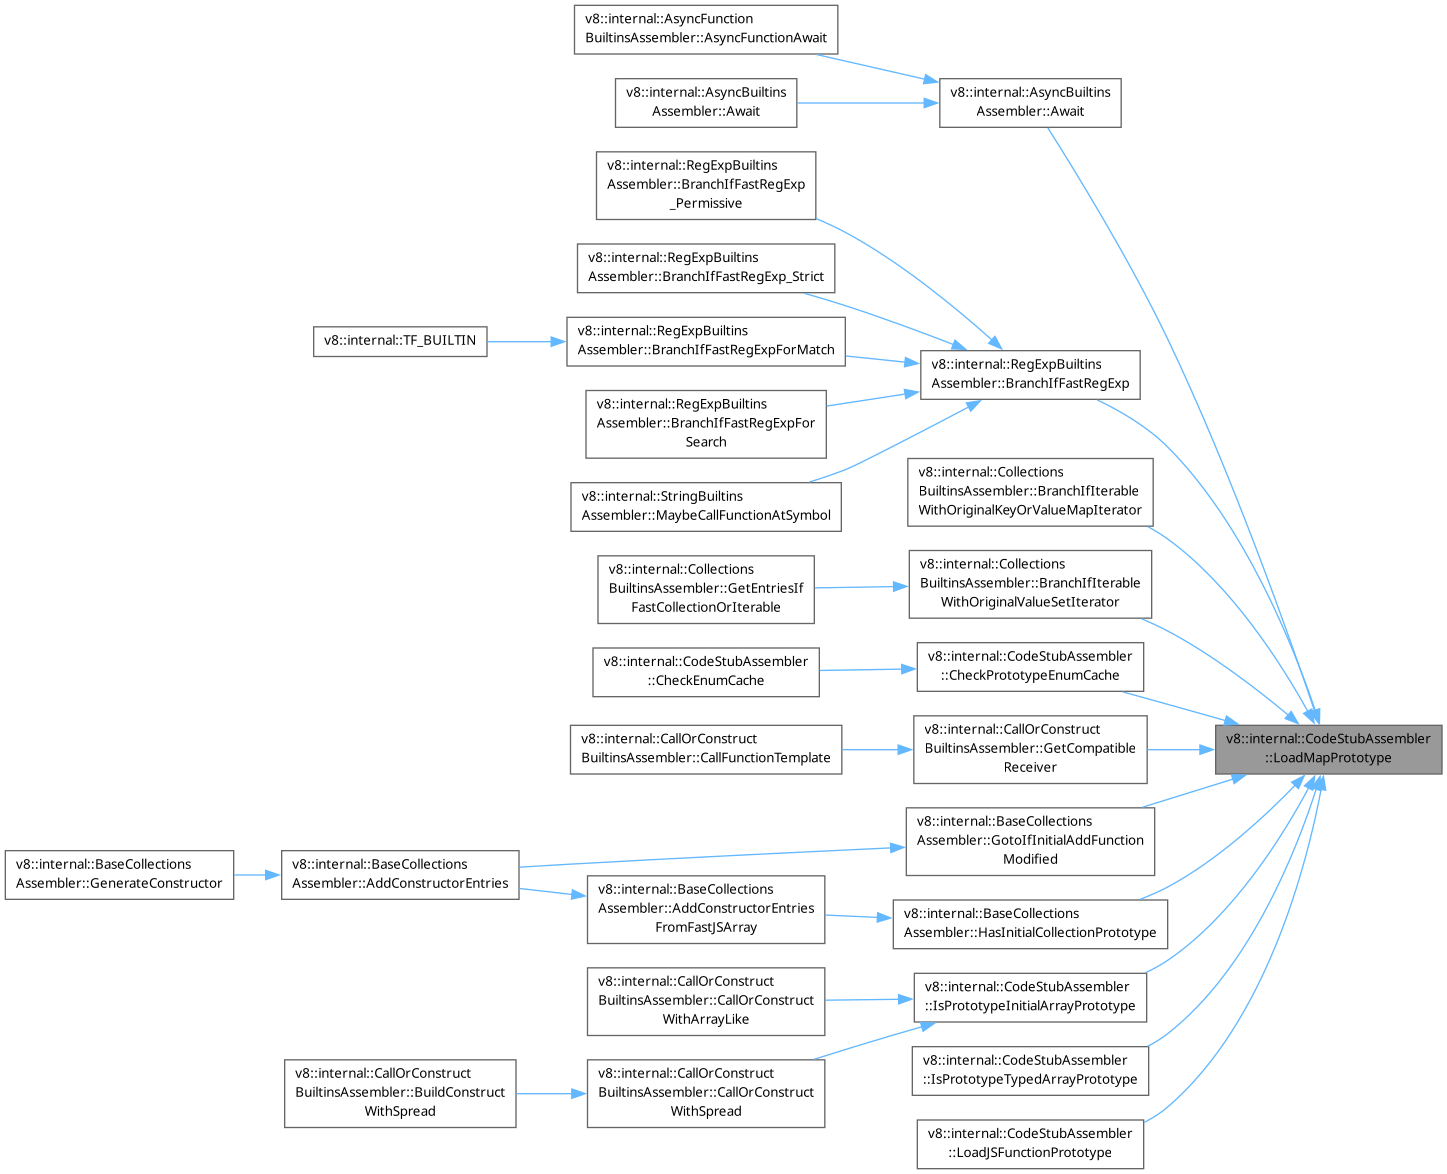 v8::internal::AsyncFunction
BuiltinsAssembler::AsyncFunctionAwait
v8::internal::AsyncBuiltins
Assembler::Await
v8::internal::AsyncBuiltins
Assembler::Await
v8::internal::RegExpBuiltins
Assembler::BranchIfFastRegExp
_Permissive
v8::internal::RegExpBuiltins
Assembler::BranchIfFastRegExp_Strict
v8::internal::TF_BUILTIN
v8::internal::RegExpBuiltins
Assembler::BranchIfFastRegExpForMatch
v8::internal::RegExpBuiltins
Assembler::BranchIfFastRegExp
v8::internal::RegExpBuiltins
Assembler::BranchIfFastRegExpFor
Search
v8::internal::Collections
BuiltinsAssembler::BranchIfIterable
WithOriginalKeyOrValueMapIterator
v8::internal::StringBuiltins
Assembler::MaybeCallFunctionAtSymbol
v8::internal::Collections
BuiltinsAssembler::GetEntriesIf
FastCollectionOrIterable
v8::internal::Collections
BuiltinsAssembler::BranchIfIterable
WithOriginalValueSetIterator
v8::internal::CodeStubAssembler
::CheckEnumCache
v8::internal::CodeStubAssembler
::CheckPrototypeEnumCache
v8::internal::CallOrConstruct
BuiltinsAssembler::CallFunctionTemplate
v8::internal::CallOrConstruct
BuiltinsAssembler::GetCompatible
Receiver
v8::internal::CodeStubAssembler
::LoadMapPrototype
v8::internal::BaseCollections
Assembler::GotoIfInitialAddFunction
Modified
v8::internal::BaseCollections
Assembler::GenerateConstructor
v8::internal::BaseCollections
Assembler::AddConstructorEntries
v8::internal::BaseCollections
Assembler::AddConstructorEntries
FromFastJSArray
v8::internal::BaseCollections
Assembler::HasInitialCollectionPrototype
v8::internal::CallOrConstruct
BuiltinsAssembler::CallOrConstruct
WithArrayLike
v8::internal::CodeStubAssembler
::IsPrototypeInitialArrayPrototype
v8::internal::CodeStubAssembler
::IsPrototypeTypedArrayPrototype
v8::internal::CallOrConstruct
BuiltinsAssembler::BuildConstruct
WithSpread
v8::internal::CallOrConstruct
BuiltinsAssembler::CallOrConstruct
WithSpread
v8::internal::CodeStubAssembler
::LoadJSFunctionPrototype